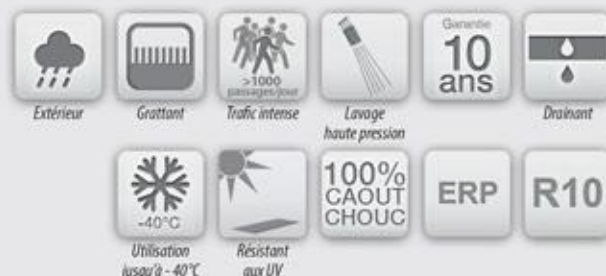 >1000
passages/jour
Garantie
10
ans
Extérieur
Grattant
Trafic intense
Lavage
haute pression
Drainant
-40°C
100%
CAOUT
CHOUC
ERP
R10
Utilisation
jusqu'à - 40°C
Résistant
aux UV